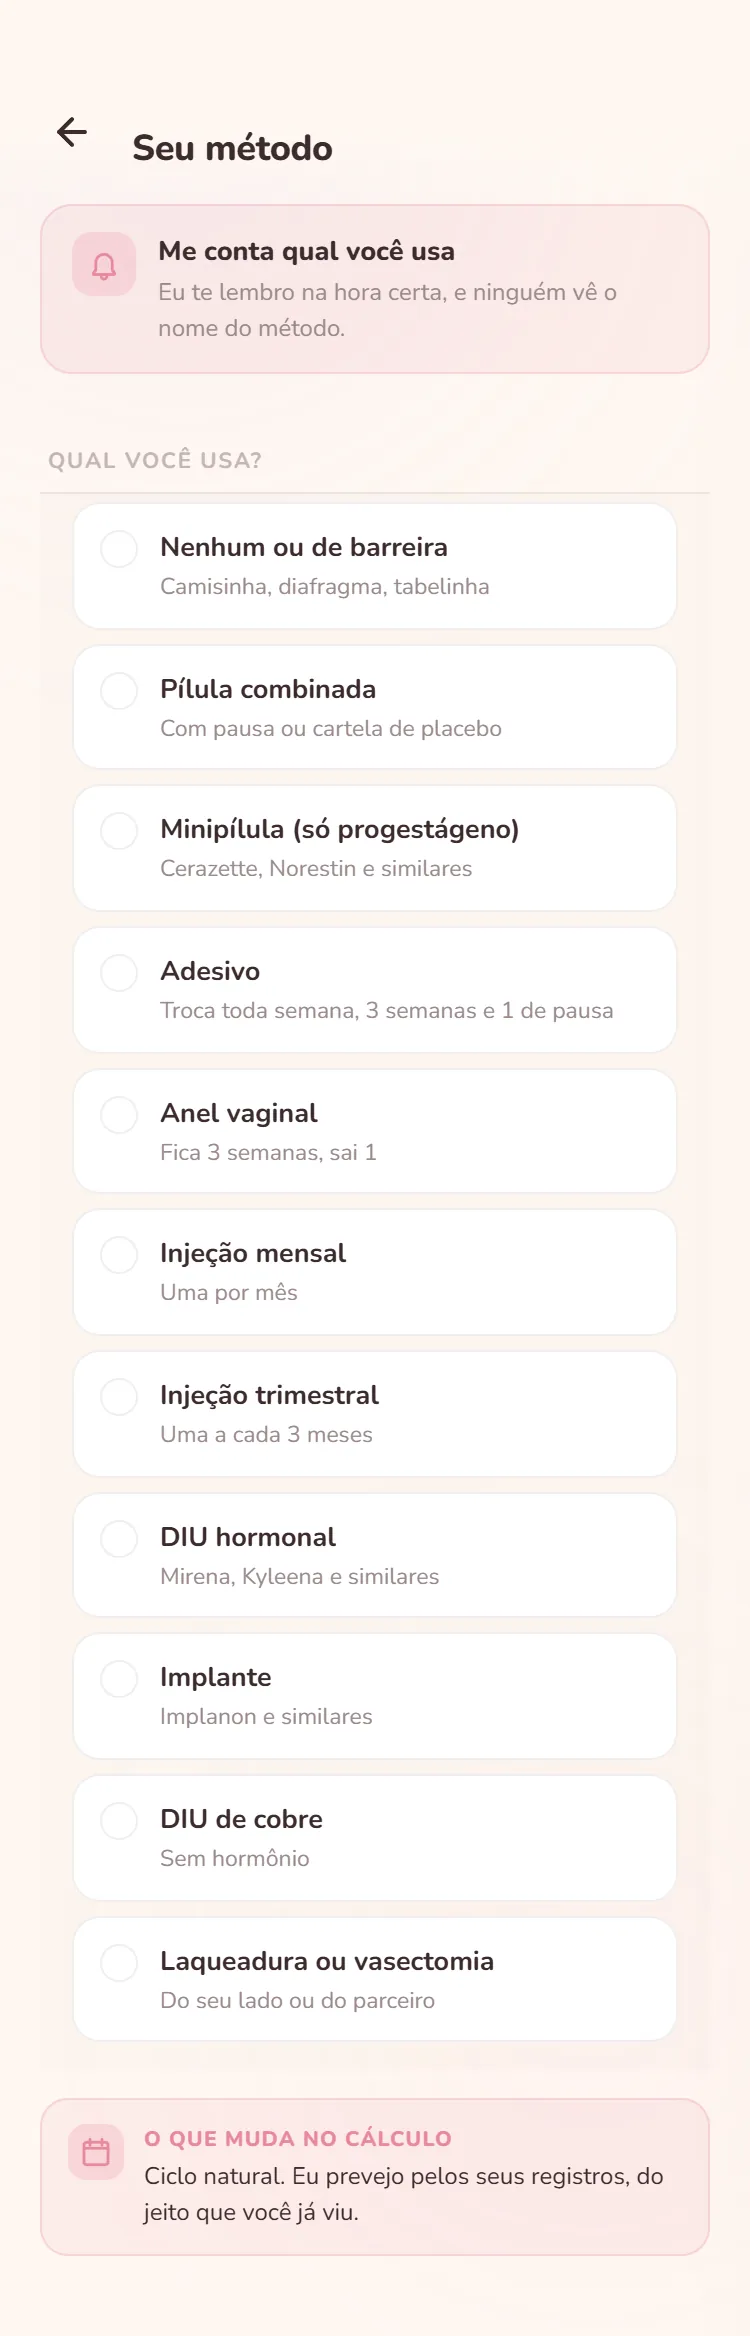 Seu método
Me conta qual você usa
Eu te lembro na hora certa, e ninguém vê o
nome do método.
QUAL VOCÊ USA?
Nenhum ou de barreira
Camisinha, diafragma, tabelinha
Pílula combinada
Com pausa ou cartela de placebo
Minipílula (só progestágeno)
Cerazette, Norestin e similares
Adesivo
Troca toda semana, 3 semanas e 1 de pausa
Anel vaginal
Fica 3 semanas, sai 1
Injeção mensal
Uma por mês
Injeção trimestral
Uma a cada 3 meses
DIU hormonal
Mirena, Kyleena e similares
Implante
Implanon e similares
DIU de cobre
Sem hormônio
Laqueadura ou vasectomia
Do seu lado ou do parceiro
O QUE MUDA NO CÁLCULO
Ciclo natural. Eu prevejo pelos seus registros, do
jeito que você já viu.